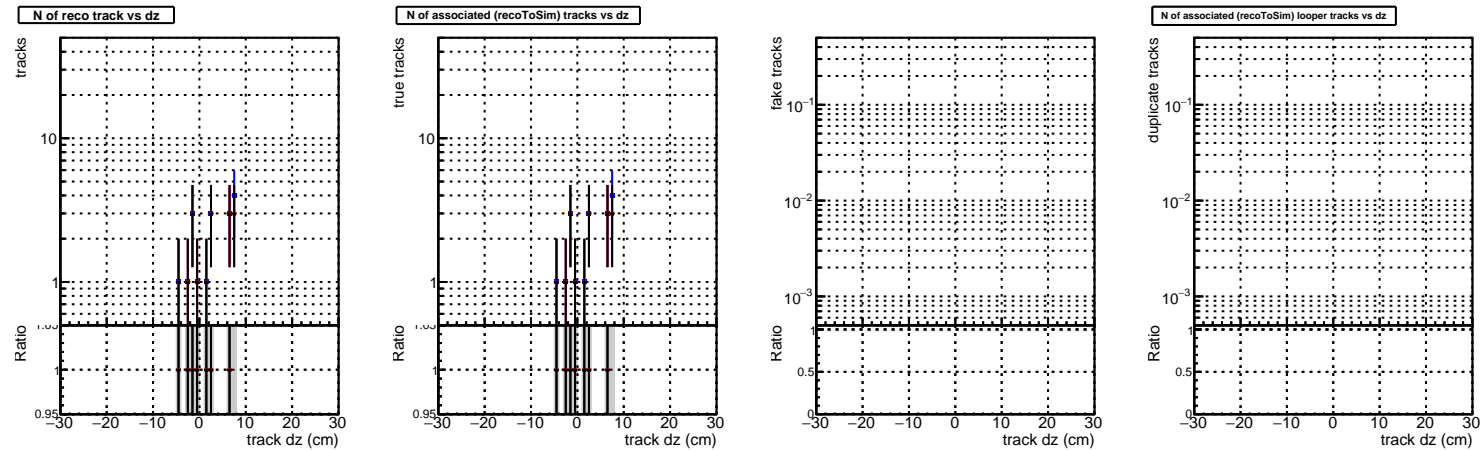 N of reco track vs dz
tracks
10
1
Ratio
1
0.95
−30 −20 −10 0 10 20 30
track dz (cm)
N of associated (recoToSim) tracks vs dz
true tracks
10
1
Ratio
1
0.95
−30 −20 −10 0 10 20 30
track dz (cm)
fake tracks
10−1
10−2
10−3
Ratio
1
0.5
0
−30 −20 −10 0 10 20 30
track dz (cm)
N of associated (recoToSim) looper tracks vs dz
duplicate tracks
10−1
10−2
10−3
Ratio
1
0.5
0
−30 −20 −10 0 10 20 30
track dz (cm)